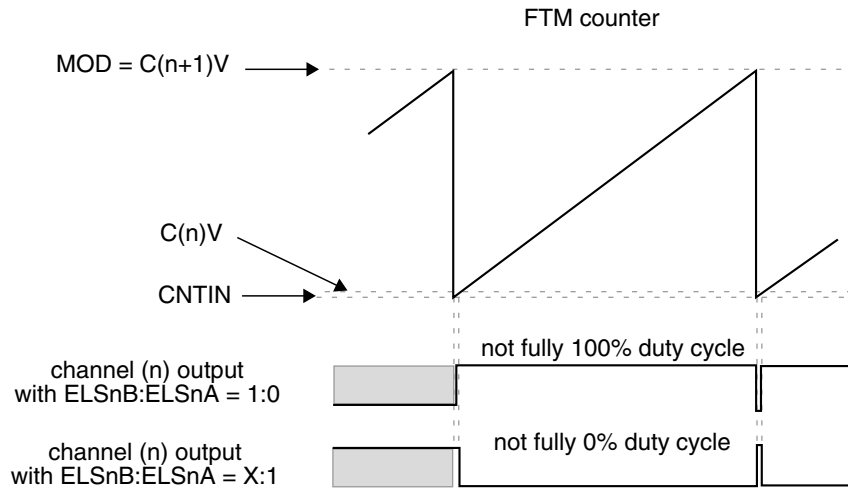 FTM counter
MOD = C(n+1)V
C(n)V
CNTIN
not fully 100% duty cycle
channel (n) output
with ELSnB:ELSnA = 1:0
not fully 0% duty cycle
channel (n) output
with ELSnB:ELSnA = X:1